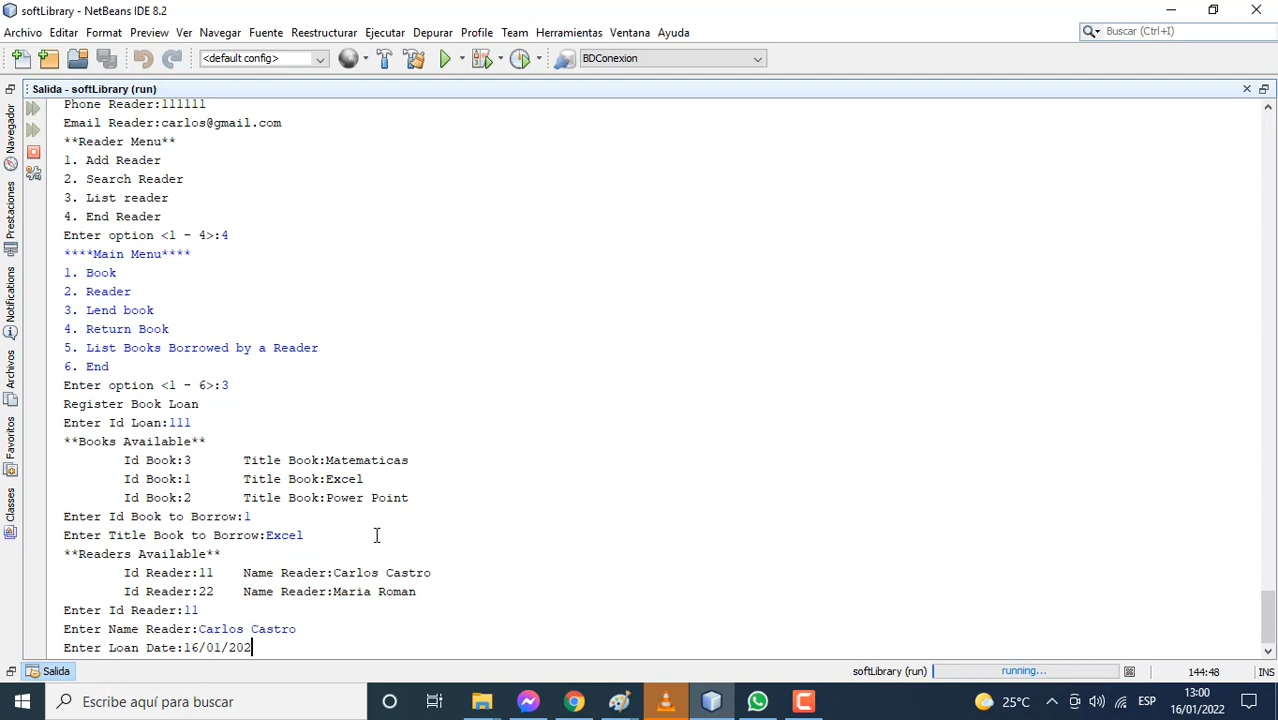 softLibrary - NetBeans IDE 8.2
Archivo Editar Format Preview Ver Navegar Fuente Reestructurar Ejecutar Depurar Profile Team Herramientas Ventana Ayuda
Buscar (Ctrl+I)
<default config>
BDConexion
Salida - softLibrary (run)
Navegador
Prestaciones
Notifications
Archivos
Favoritos
Classes
Phone Reader:111111
Email Reader:carlos@gmail.com
**Reader Menu**
1. Add Reader
2. Search Reader
3. List reader
4. End Reader
Enter option <1 - 4>:4
****Main Menu****
1. Book
2. Reader
3. Lend book
4. Return Book
5. List Books Borrowed by a Reader
6. End
Enter option <1 - 6>:3
Register Book Loan
Enter Id Loan:111
**Books Available**
Id Book:3 Title Book:Matematicas
Id Book:1 Title Book:Excel
Id Book:2 Title Book:Power Point
Enter Id Book to Borrow:1
Enter Title Book to Borrow:Excel
**Readers Available**
Id Reader:11 Name Reader:Carlos Castro
Id Reader:22 Name Reader:Maria Roman
Enter Id Reader:11
Enter Name Reader:Carlos Castro
Enter Loan Date:16/01/202
Salida
softLibrary (run) running... 144:48 INS
Escribe aquí para buscar
25°C
ESP
13:00
16/01/2022